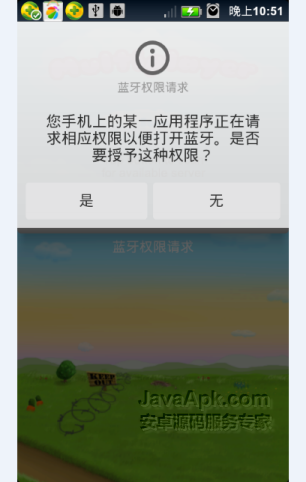 晚上10:51
蓝牙权限请求
您手机上的某一应用程序正在请
求相应权限以便打开蓝牙。是否
要授予这种权限？
是
无
蓝牙权限请求
JavaApk.com
安卓源码服务专家